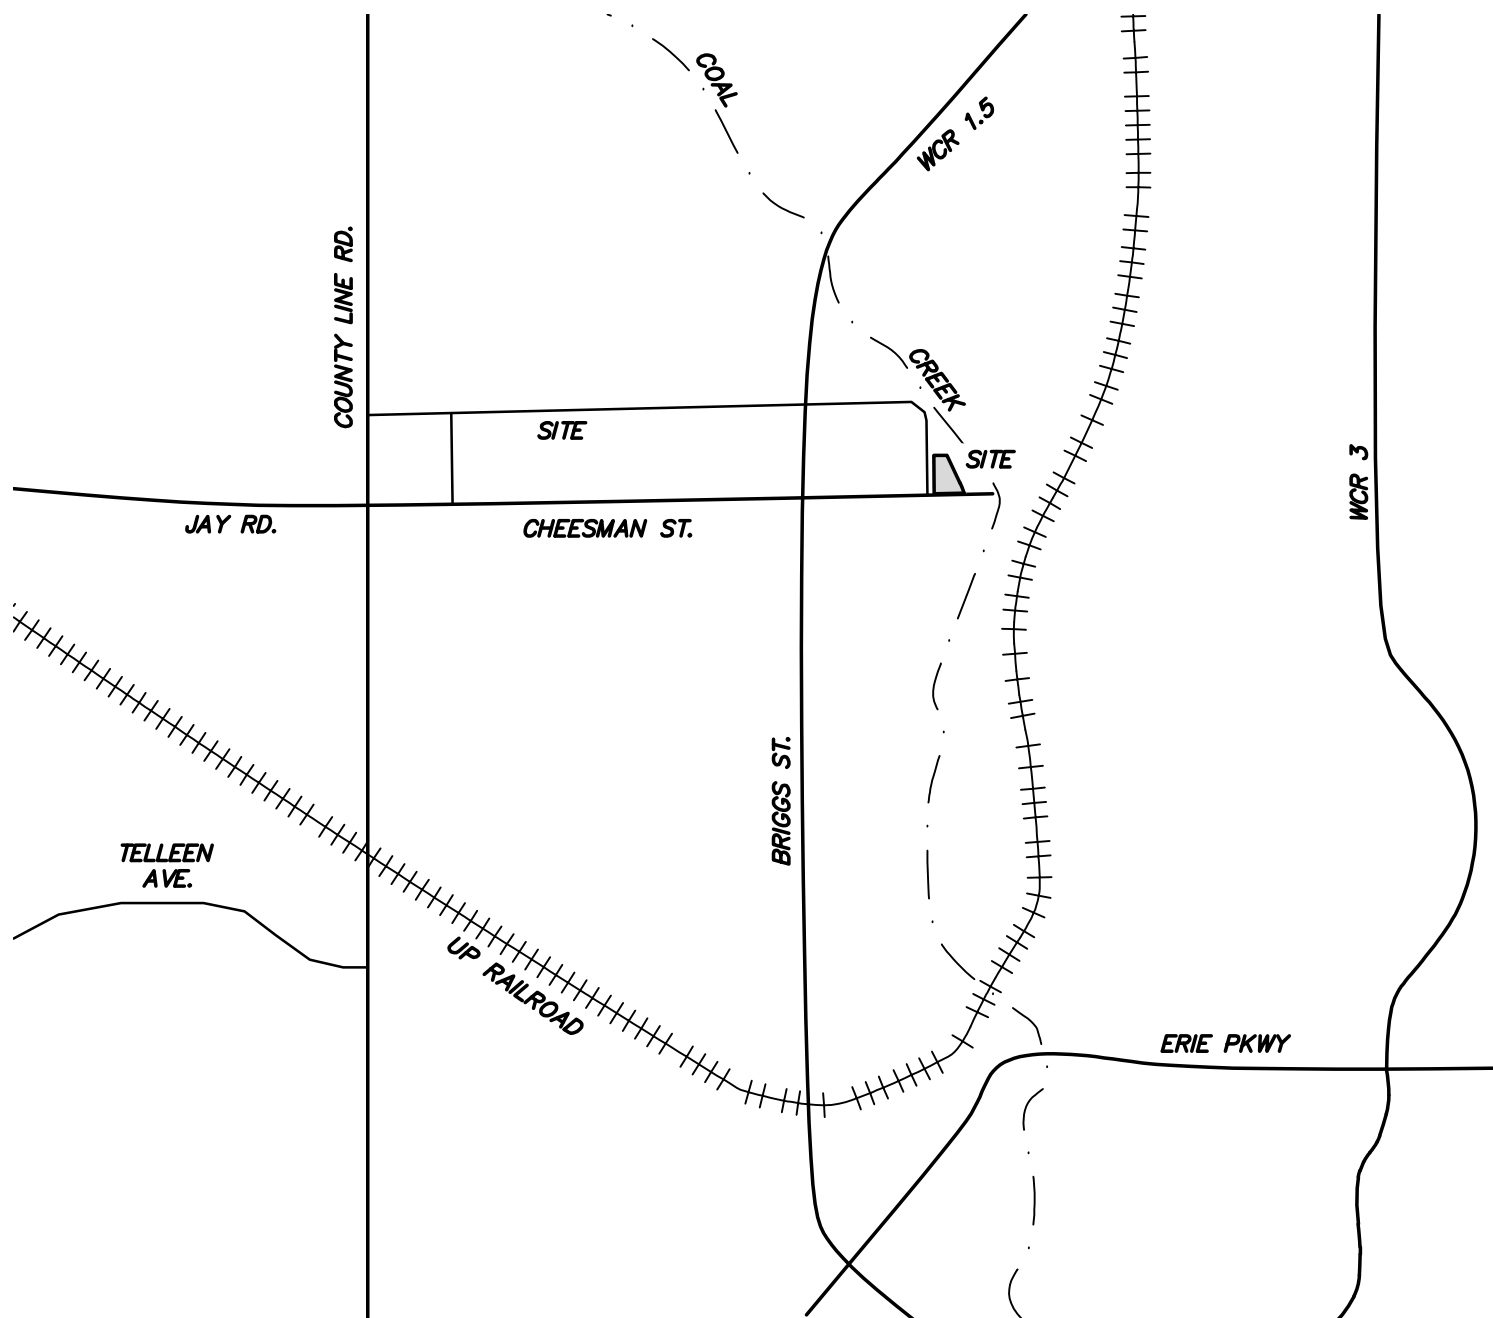 COAL
WCR 1.5
COUNTY LINE RD.
CREEK
SITE
SITE
WCR 3
JAY RD.
CHEESMAN ST.
BRIGGS ST.
TELLEEN
AVE.
UP RAILROAD
ERIE PKWY